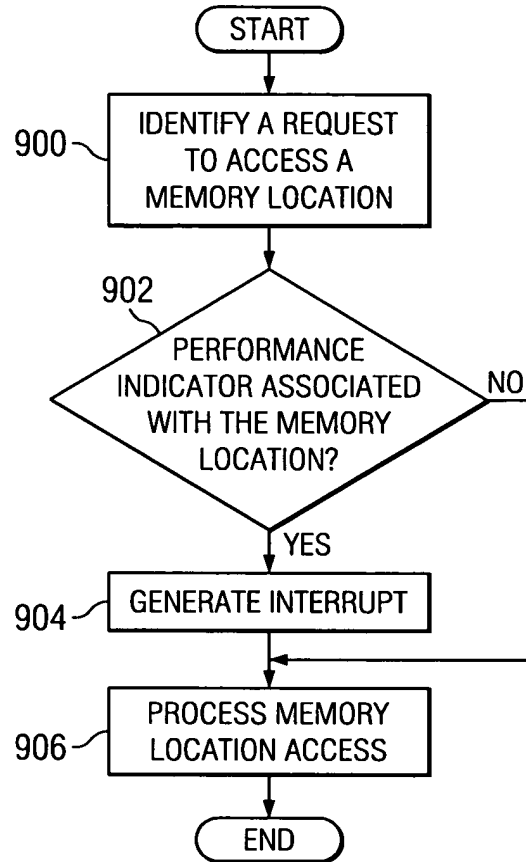 START
900
IDENTIFY A REQUEST
TO ACCESS A
MEMORY LOCATION
902
PERFORMANCE
INDICATOR ASSOCIATED
WITH THE MEMORY
LOCATION?
NO
YES
904
GENERATE INTERRUPT
906
PROCESS MEMORY
LOCATION ACCESS
END